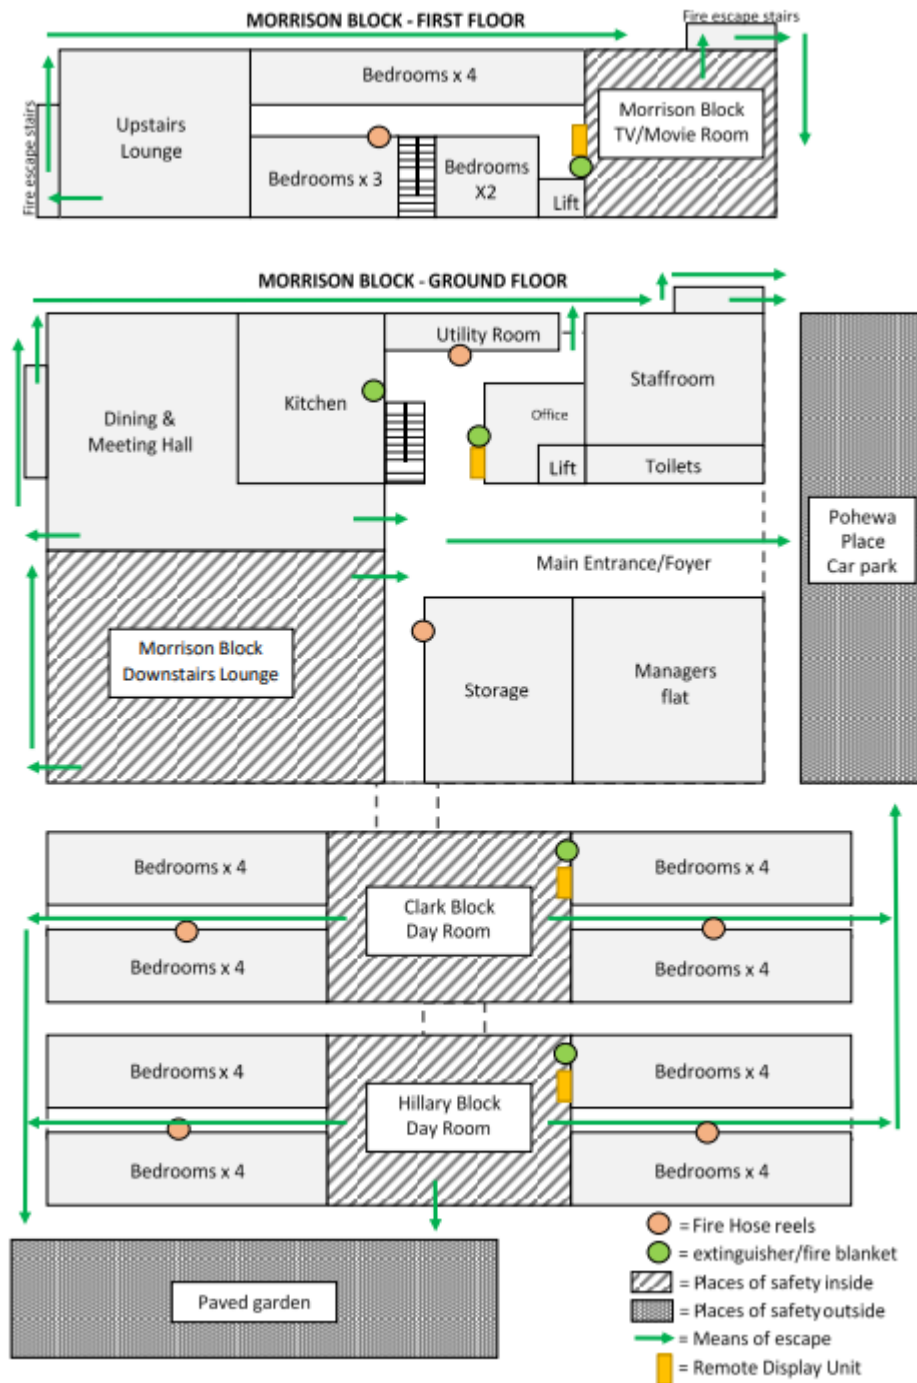 MORRISON BLOCK - FIRST FLOOR
Fire escape stairs
Bedrooms x 4
Fire escape stairs
Upstairs
Lounge
Morrison Block
TV/Movie Room
Bedrooms x 3
Bedrooms
X2
Lift
MORRISON BLOCK - GROUND FLOOR
Utility Room
Staffroom
Kitchen
Office
Dining &
Meeting Hall
Lift
Toilets
Pohewa
Place
Car park
Main Entrance/Foyer
Morrison Block
Downstairs Lounge
Storage
Managers
flat
Bedrooms x 4
Bedrooms x 4
Clark Block
Day Room
Bedrooms x 4
Bedrooms x 4
Bedrooms x 4
Bedrooms x 4
Hillary Block
Day Room
Bedrooms x 4
Bedrooms x 4
= Fire Hose reels
= extinguisher/fire blanket
= Places of safety inside
= Places of safety outside
= Means of escape
= Remote Display Unit
Paved garden